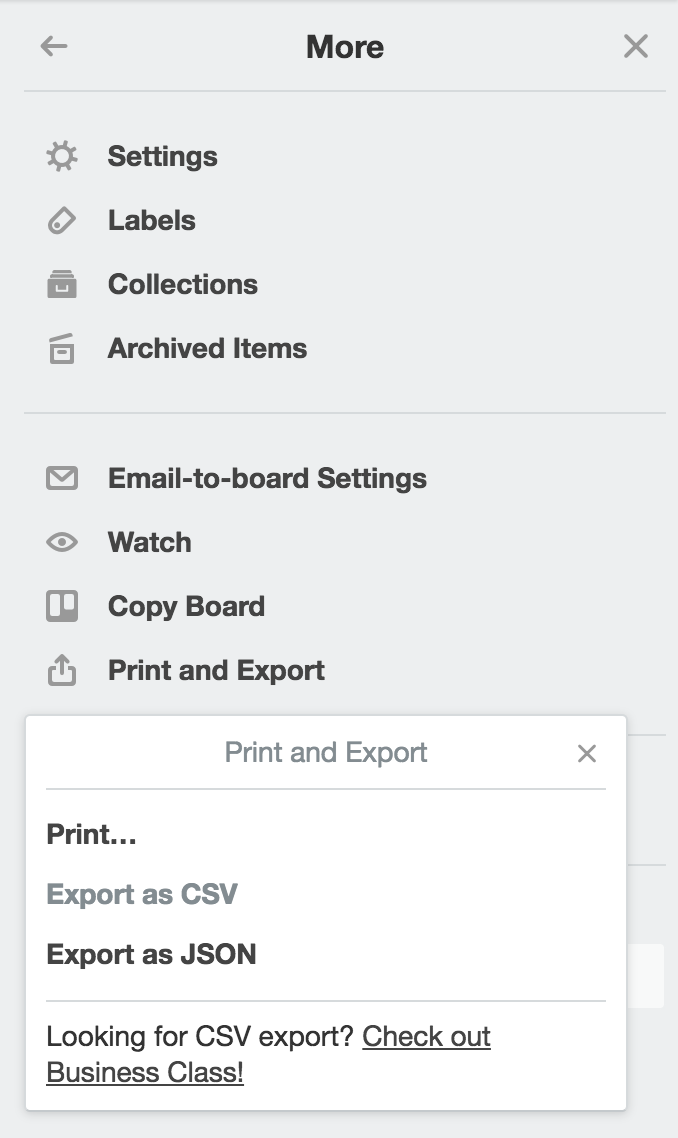 More
Settings
Labels
Collections
Archived Items
Email-to-board Settings
Watch
Copy Board
Print and Export
Print and Export
Print…
Export as CSV
Export as JSON
Looking for CSV export? Check out
Business Class!